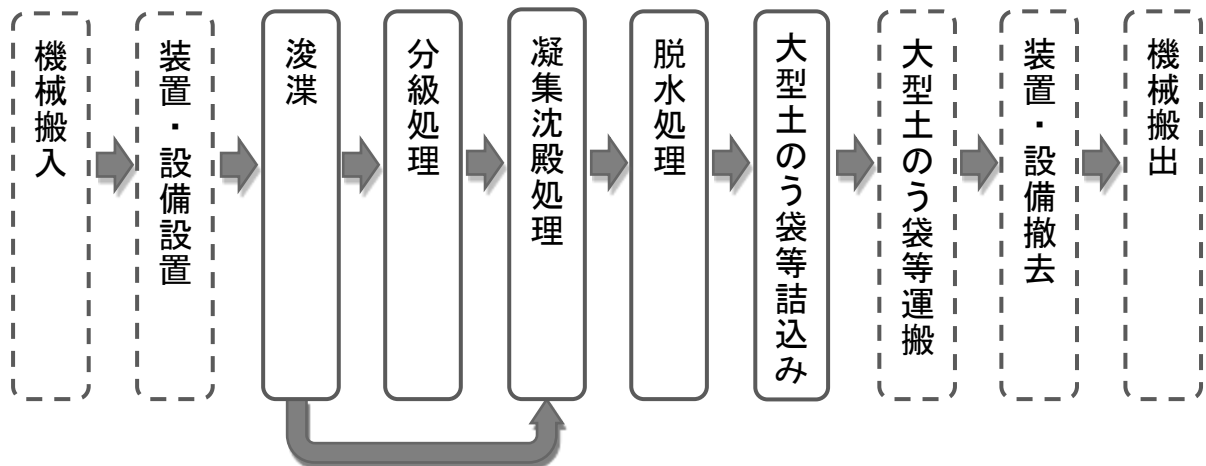 機械搬入
装置・設備設置
浚渫
分級処理
凝集沈殿処理
脱水処理
大型土のう袋等詰込み
大型土のう袋等運搬
装置・設備撤去
機械搬出